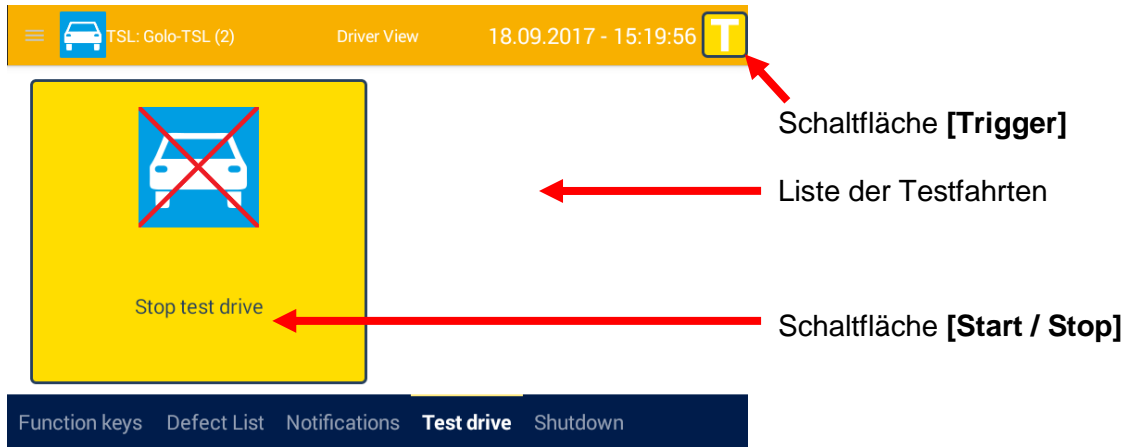 TSL: Golo-TSL (2) Driver View 18.09.2017 - 15:19:56 T
Schaltfläche [Trigger]
Liste der Testfahrten
Stop test drive
Schaltfläche [Start / Stop]
Function keys Defect List Notifications Test drive Shutdown